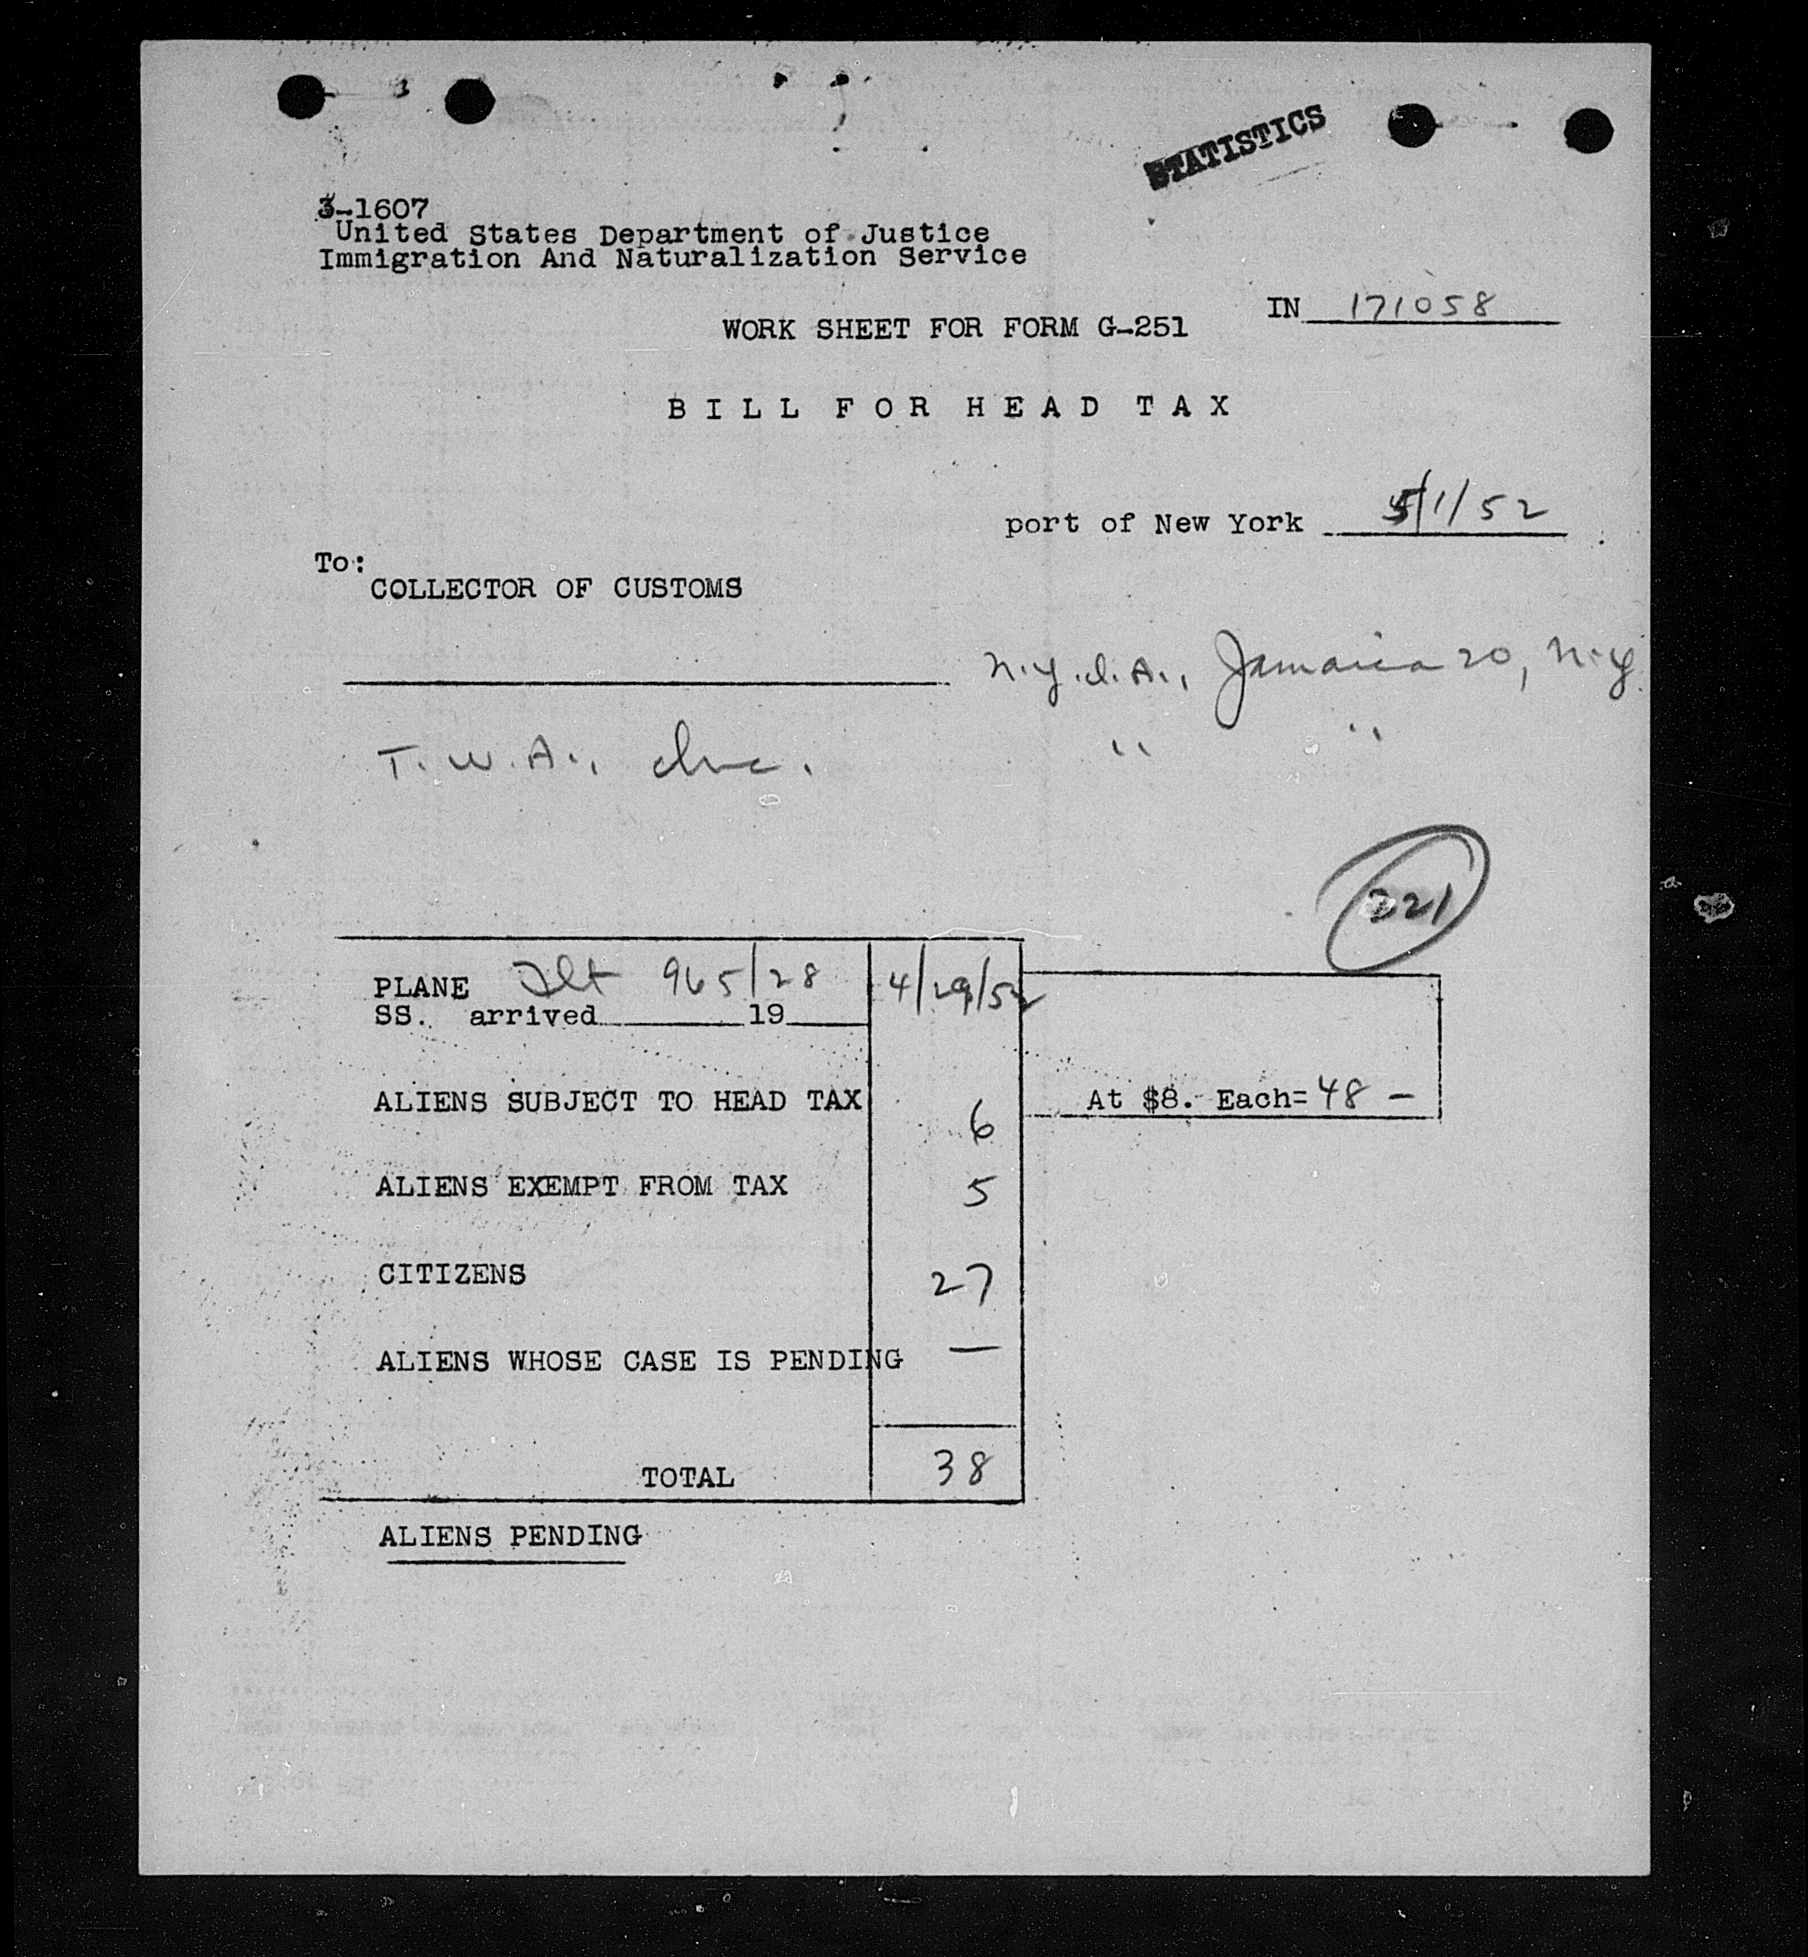 STATISTICS
3-1607
United States Department of Justice
Immigration And Naturalization Service
IN 171058
WORK SHEET FOR FORM G-251
BILL FOR HEAD TAX
port of New York 5/1/52
To:
COLLECTOR OF CUSTOMS
N.Y.I.A., Jamaica 20, N.Y.
T.W.A., Inc. " "
221
PLANE Flt 965/28 4/29/52
SS. arrived 19
ALIENS SUBJECT TO HEAD TAX 6 At $8. Each= 48 —
ALIENS EXEMPT FROM TAX 5
CITIZENS 27
ALIENS WHOSE CASE IS PENDING —
TOTAL 38
ALIENS PENDING